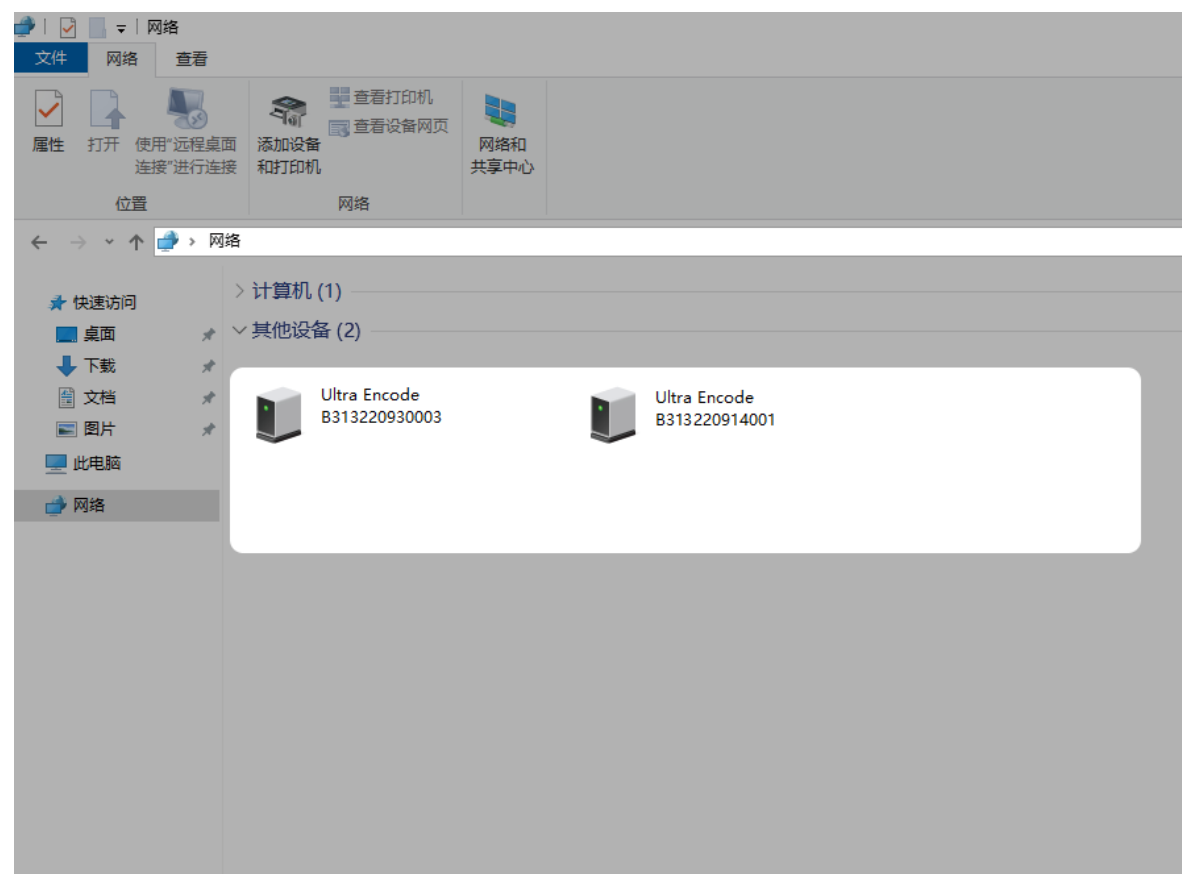 网络
文件
网络
查看
属性
打开
使用"远程桌面
连接"进行连接
位置
添加设备
和打印机
查看打印机
查看设备网页
网络
网络和
共享中心
网络
快速访问
桌面
下载
文档
图片
此电脑
网络
计算机 (1)
其他设备 (2)
Ultra Encode
B313220930003
Ultra Encode
B313220914001